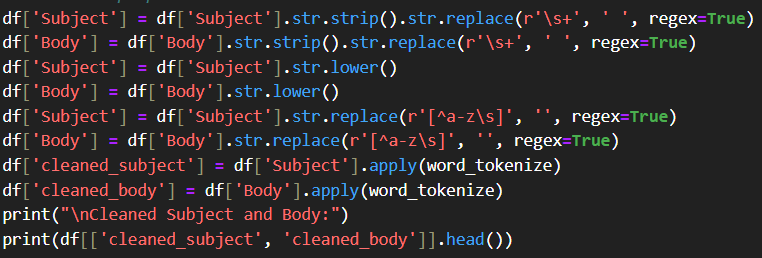 df['Subject'] = df['Subject'].str.strip().str.replace(r'\s+', ' ', regex=True)
df['Body'] = df['Body'].str.strip().str.replace(r'\s+', ' ', regex=True)
df['Subject'] = df['Subject'].str.lower()
df['Body'] = df['Body'].str.lower()
df['Subject'] = df['Subject'].str.replace(r'[^a-z\s]', '', regex=True)
df['Body'] = df['Body'].str.replace(r'[^a-z\s]', '', regex=True)
df['cleaned_subject'] = df['Subject'].apply(word_tokenize)
df['cleaned_body'] = df['Body'].apply(word_tokenize)
print("\nCleaned Subject and Body:")
print(df[['cleaned_subject', 'cleaned_body']].head())